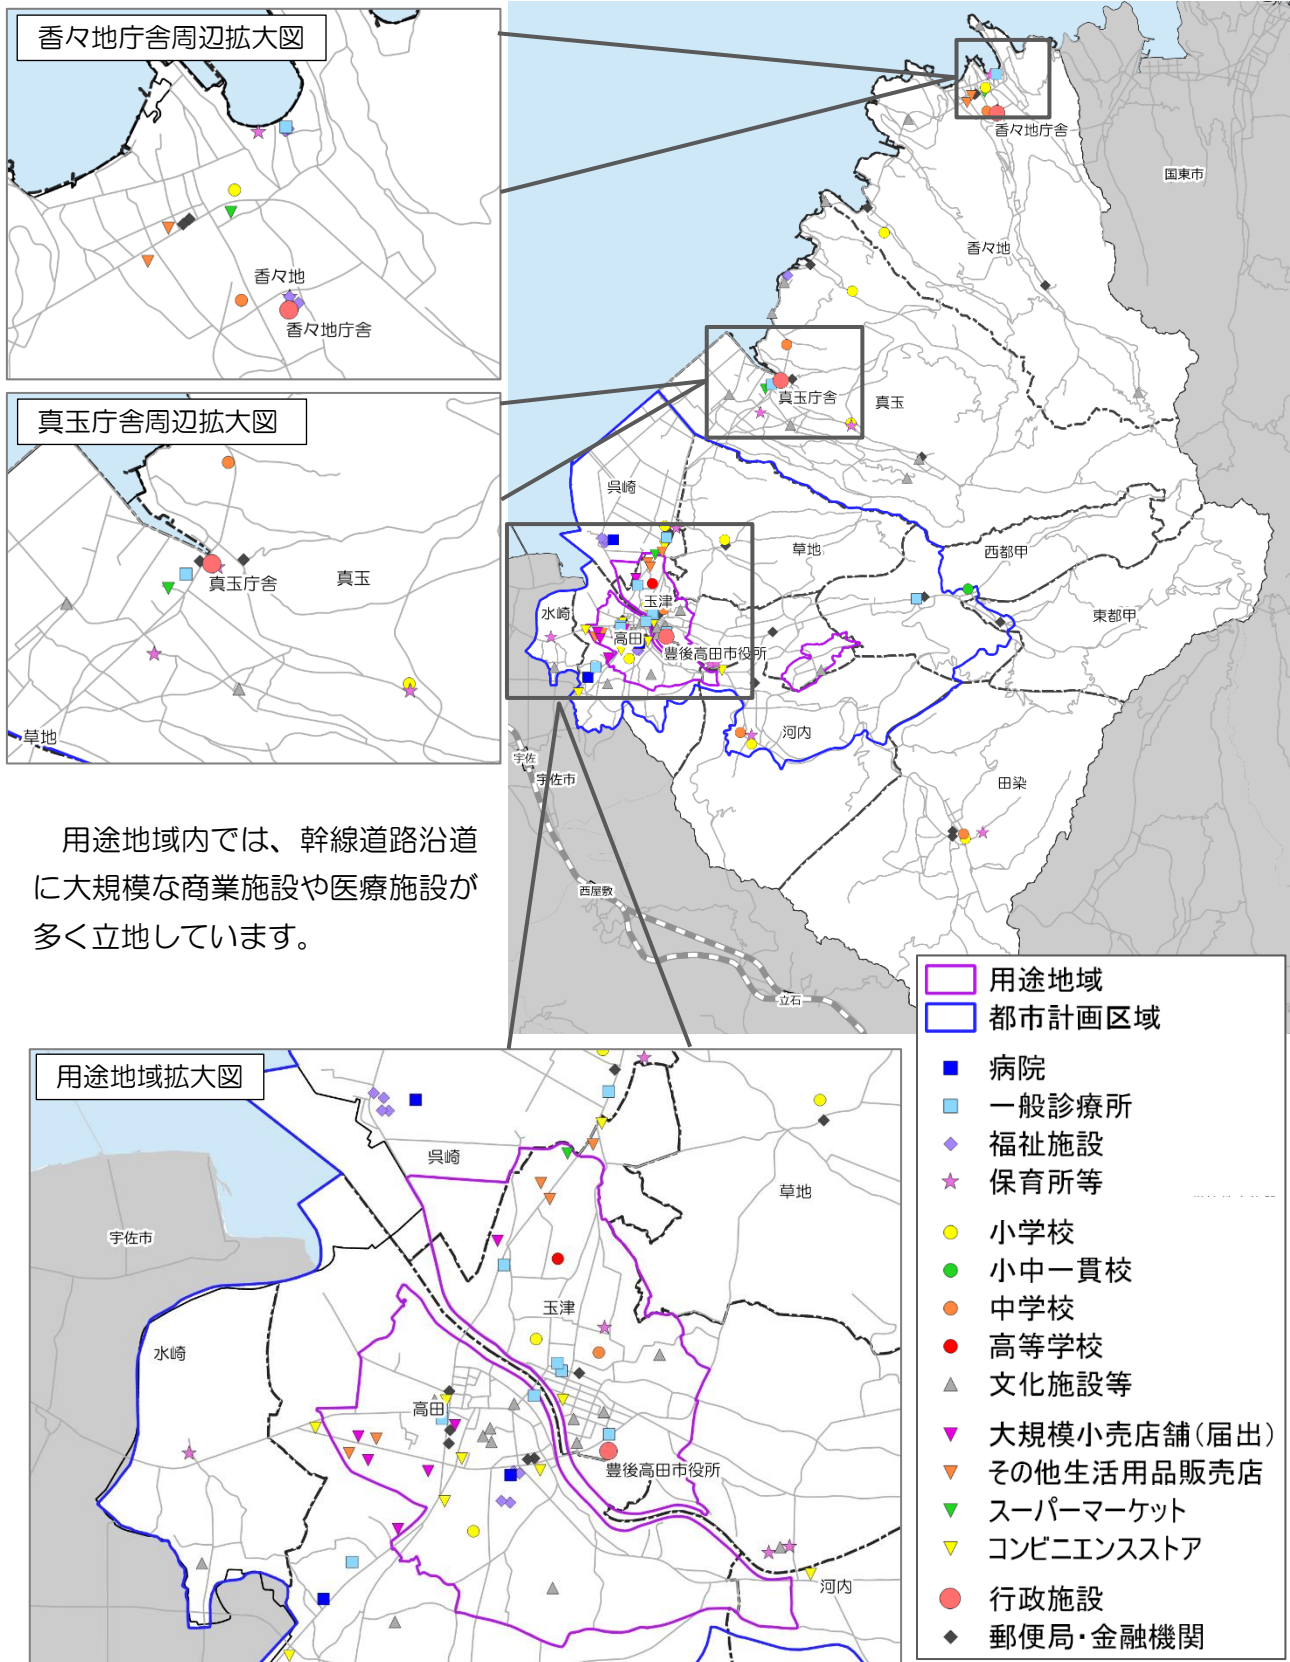 香々地庁舎周辺拡大図
香々地
香々地庁舎
真玉庁舎周辺拡大図
真玉庁舎
真玉
草地
用途地域内では、幹線道路沿道
に大規模な商業施設や医療施設が
多く立地しています。
香々地庁舎
国東市
香々地
真玉庁舎
真玉
呉崎
草地
西都甲
東都甲
水崎
玉津
高田
豊後高田市役所
河内
田染
宇佐
宇佐市
西屋敷
立石
用途地域拡大図
宇佐市
呉崎
草地
玉津
水崎
高田
豊後高田市役所
河内
用途地域
都市計画区域
病院
一般診療所
福祉施設
保育所等
小学校
小中一貫校
中学校
高等学校
文化施設等
大規模小売店舗(届出)
その他生活用品販売店
スーパーマーケット
コンビニエンスストア
行政施設
郵便局・金融機関